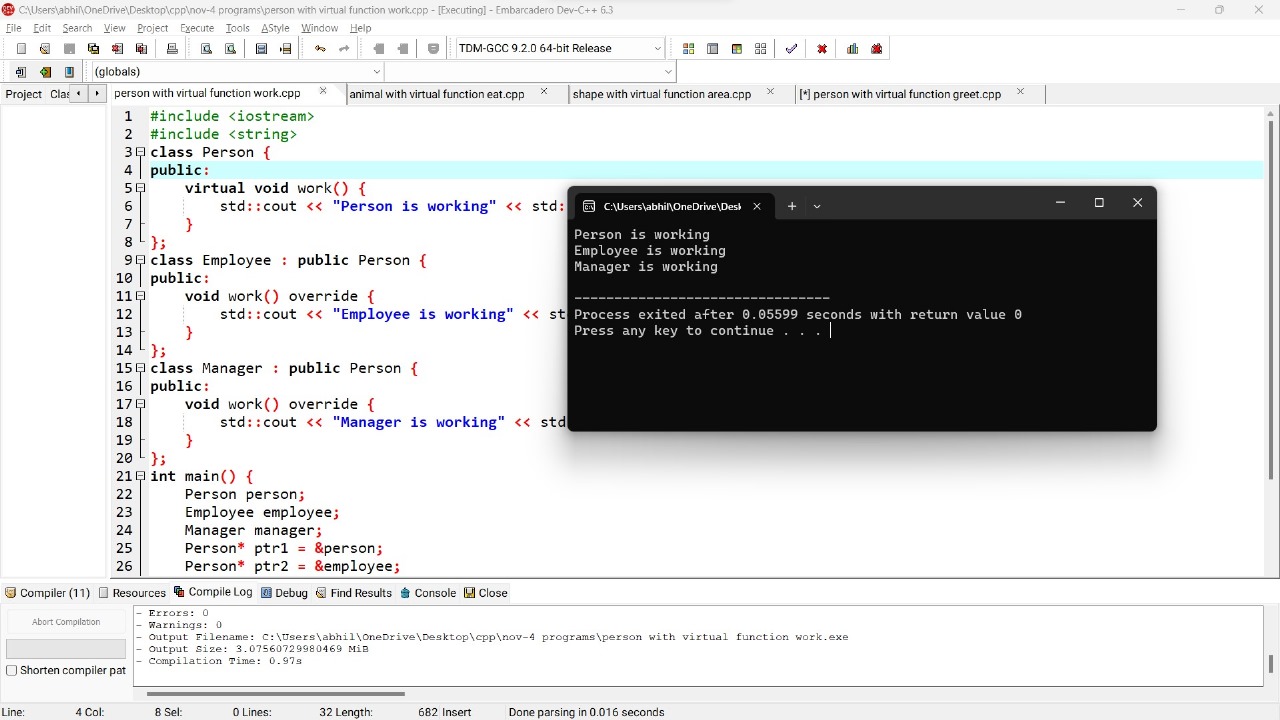 C:\Users\abhil\OneDrive\Desktop\cpp\nov-4 programs\person with virtual function work.cpp - [Executing] - Embarcadero Dev-C++ 6.3
File Edit Search View Project Execute Tools AStyle Window Help
TDM-GCC 9.2.0 64-bit Release
(globals)
Project Clas person with virtual function work.cpp animal with virtual function eat.cpp shape with virtual function area.cpp [*] person with virtual function greet.cpp
1 #include <iostream>
2 #include <string>
3 class Person {
4 public:
5 virtual void work() {
6 std::cout << "Person is working" << std:
7 }
8 };
9 class Employee : public Person {
10 public:
11 void work() override {
12 std::cout << "Employee is working" << st
13 }
14 };
15 class Manager : public Person {
16 public:
17 void work() override {
18 std::cout << "Manager is working" << std
19 }
20 };
21 int main() {
22 Person person;
23 Employee employee;
24 Manager manager;
25 Person* ptr1 = &person;
26 Person* ptr2 = &employee;
C:\Users\abhil\OneDrive\Desk
Person is working
Employee is working
Manager is working
--------------------------------
Process exited after 0.05599 seconds with return value 0
Press any key to continue . . .
Compiler (11) Resources Compile Log Debug Find Results Console Close
Abort Compilation
Shorten compiler pat
- Errors: 0
- Warnings: 0
- Output Filename: C:\Users\abhil\OneDrive\Desktop\cpp\nov-4 programs\person with virtual function work.exe
- Output Size: 3.07560729980469 MiB
- Compilation Time: 0.97s
Line: 4 Col: 8 Sel: 0 Lines: 32 Length: 682 Insert Done parsing in 0.016 seconds